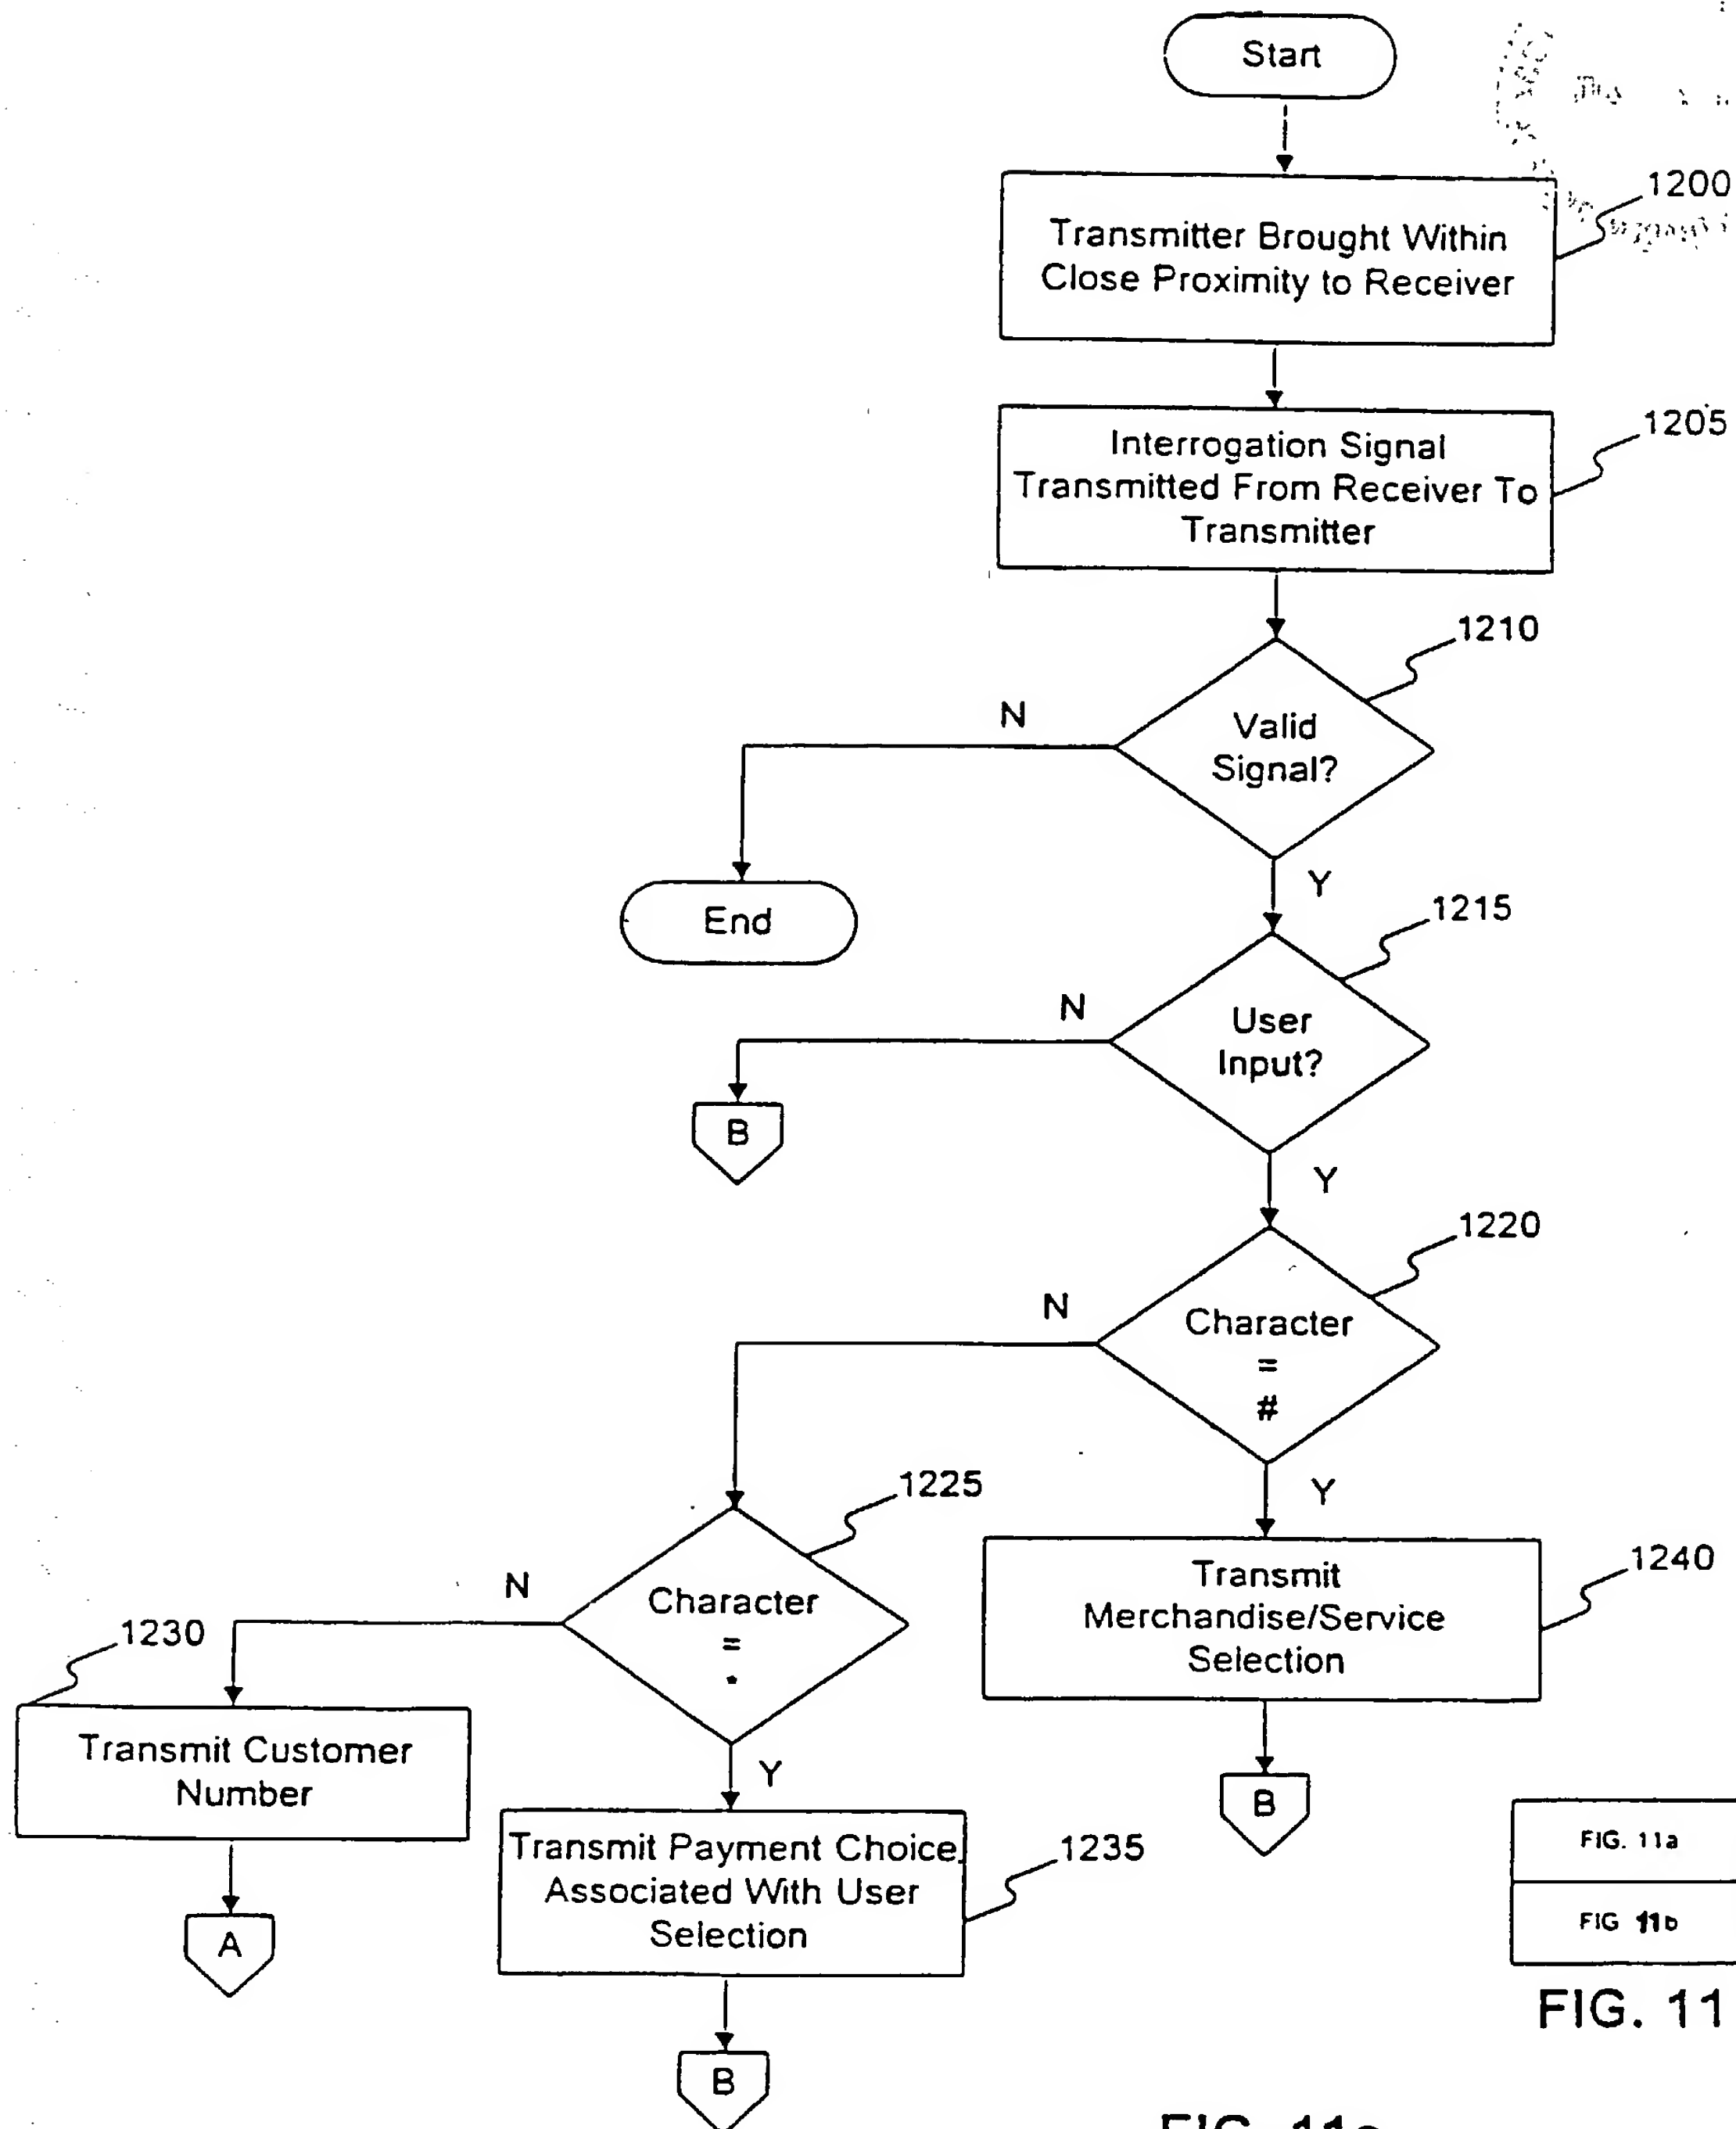 Start
1200
Transmitter Brought Within
Close Proximity to Receiver
1205
Interrogation Signal
Transmitted From Receiver To
Transmitter
1210
Valid
Signal?
N
Y
End
1215
User
Input?
N
B
Y
1220
Character
=
#
N
Y
1225
Character
=
*
N
Y
1240
Transmit
Merchandise/Service
Selection
B
1230
Transmit Customer
Number
A
1235
Transmit Payment Choice
Associated With User
Selection
B
FIG. 11a
FIG 11b
FIG. 11